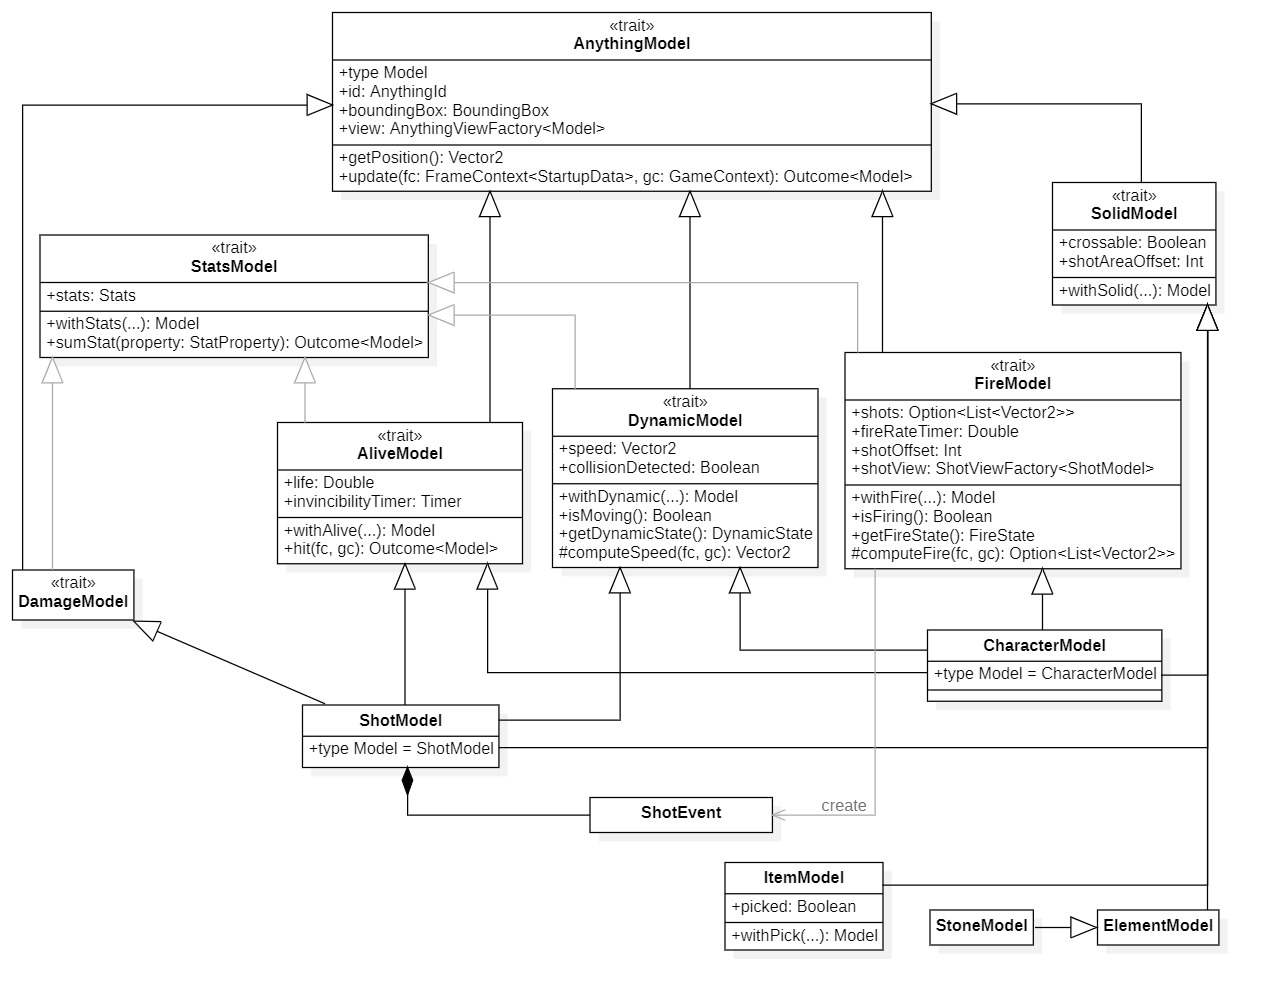 «trait»
AnythingModel
+type Model
+id: AnythingId
+boundingBox: BoundingBox
+view: AnythingViewFactory<Model>
+getPosition(): Vector2
+update(fc: FrameContext<StartupData>, gc: GameContext): Outcome<Model>
«trait»
SolidModel
+crossable: Boolean
+shotAreaOffset: Int
+withSolid(...): Model
«trait»
StatsModel
+stats: Stats
+withStats(...): Model
+sumStat(property: StatProperty): Outcome<Model>
«trait»
FireModel
+shots: Option<List<Vector2>>
+fireRateTimer: Double
+shotOffset: Int
+shotView: ShotViewFactory<ShotModel>
+withFire(...): Model
+isFiring(): Boolean
+getFireState(): FireState
#computeFire(fc, gc): Option<List<Vector2>>
«trait»
DynamicModel
+speed: Vector2
+collisionDetected: Boolean
+withDynamic(...): Model
+isMoving(): Boolean
+getDynamicState(): DynamicState
#computeSpeed(fc, gc): Vector2
«trait»
AliveModel
+life: Double
+invincibilityTimer: Timer
+withAlive(...): Model
+hit(fc, gc): Outcome<Model>
«trait»
DamageModel
CharacterModel
+type Model = CharacterModel
ShotModel
+type Model = ShotModel
ShotEvent
create
ItemModel
+picked: Boolean
+withPick(...): Model
StoneModel
ElementModel